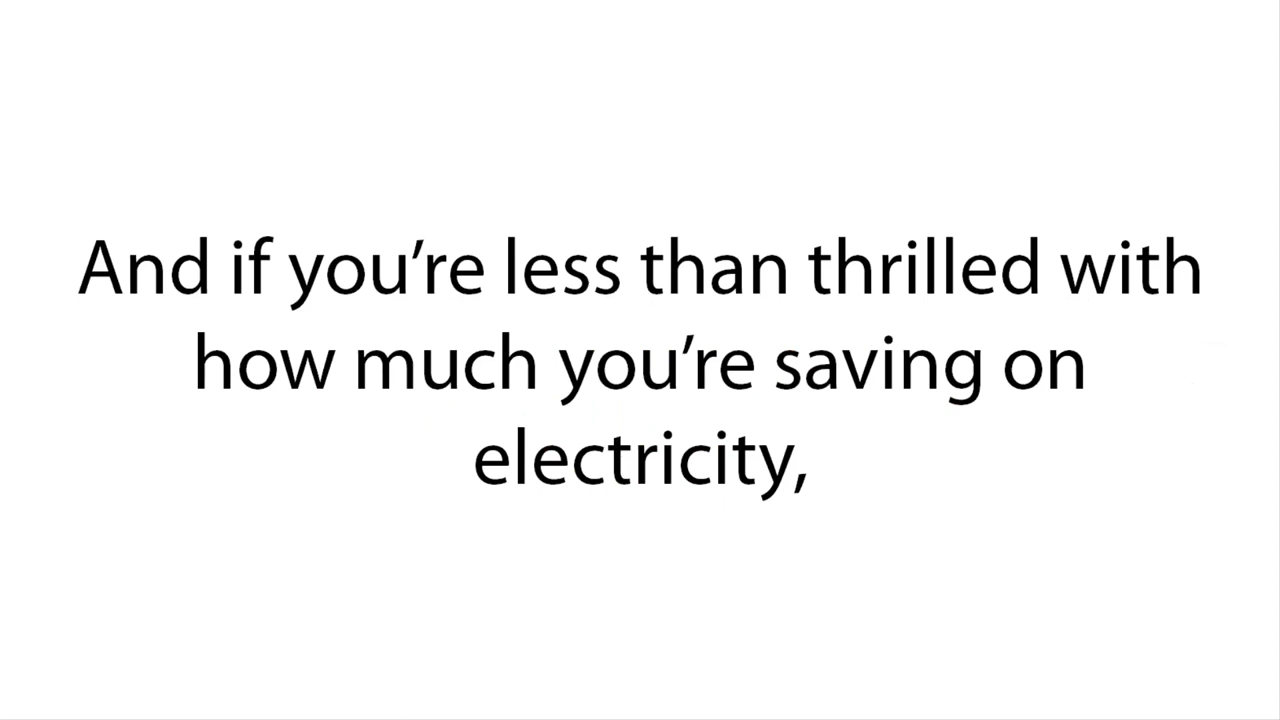 And if you’re less than thrilled with
how much you’re saving on
electricity,